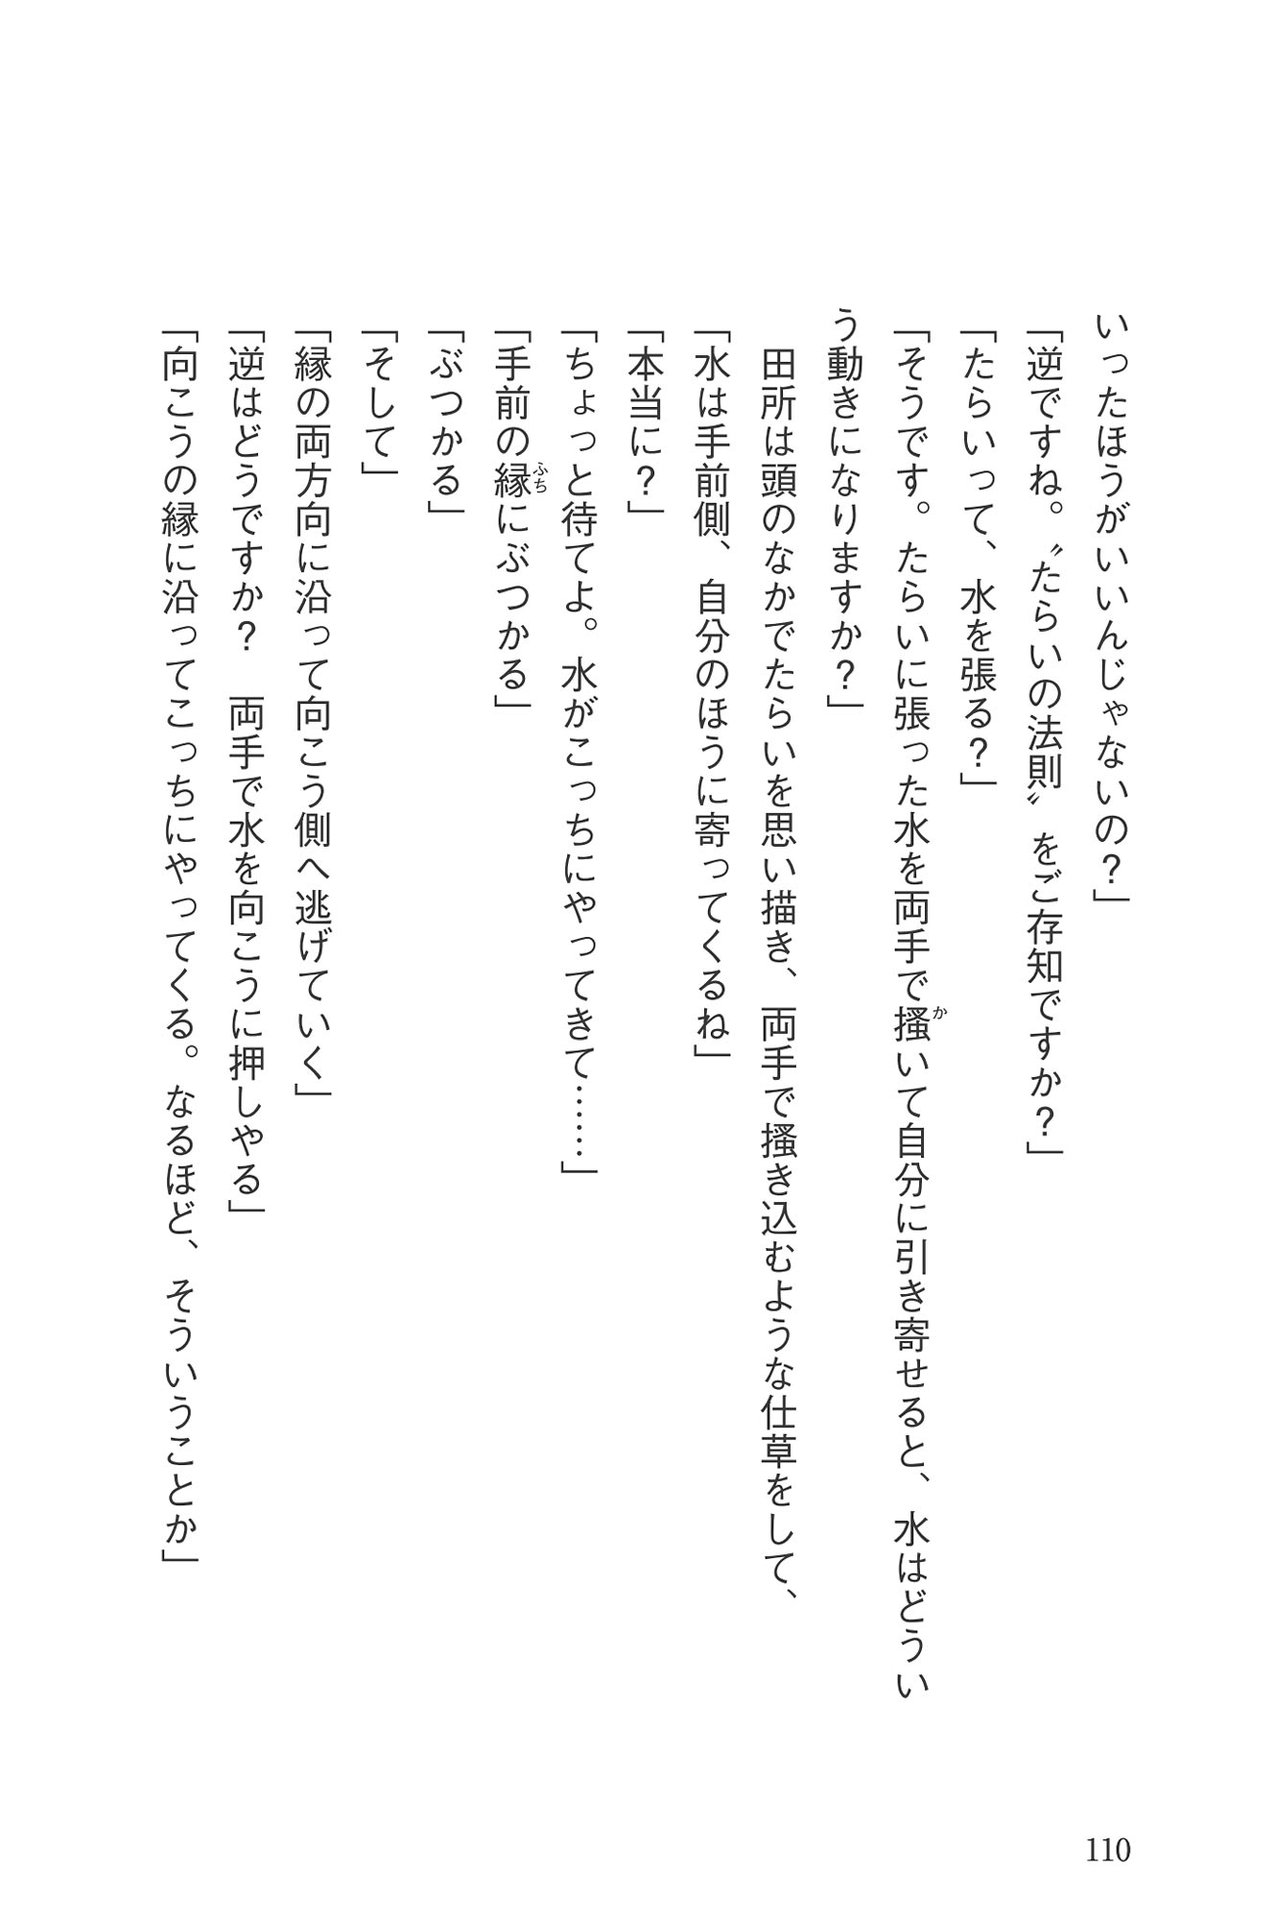 いったほうがいいんじゃないの？」
「逆ですね。〝たらいの法則〟をご存知ですか？」
「たらいって、水を張る？」
「そうです。たらいに張った水を両手で掻いて自分に引き寄せると、水はどうい
う動きになりますか？」
　田所は頭のなかでたらいを思い描き、両手で掻き込むような仕草をして、
「水は手前側、自分のほうに寄ってくるね」
「本当に？」
「ちょっと待てよ。水がこっちにやってきて……」
「手前の縁にぶつかる」
「ぶつかる」
「そして」
「縁の両方向に沿って向こう側へ逃げていく」
「逆はどうですか？　両手で水を向こうに押しやる」
「向こうの縁に沿ってこっちにやってくる。なるほど、そういうことか」
か
ふち
110